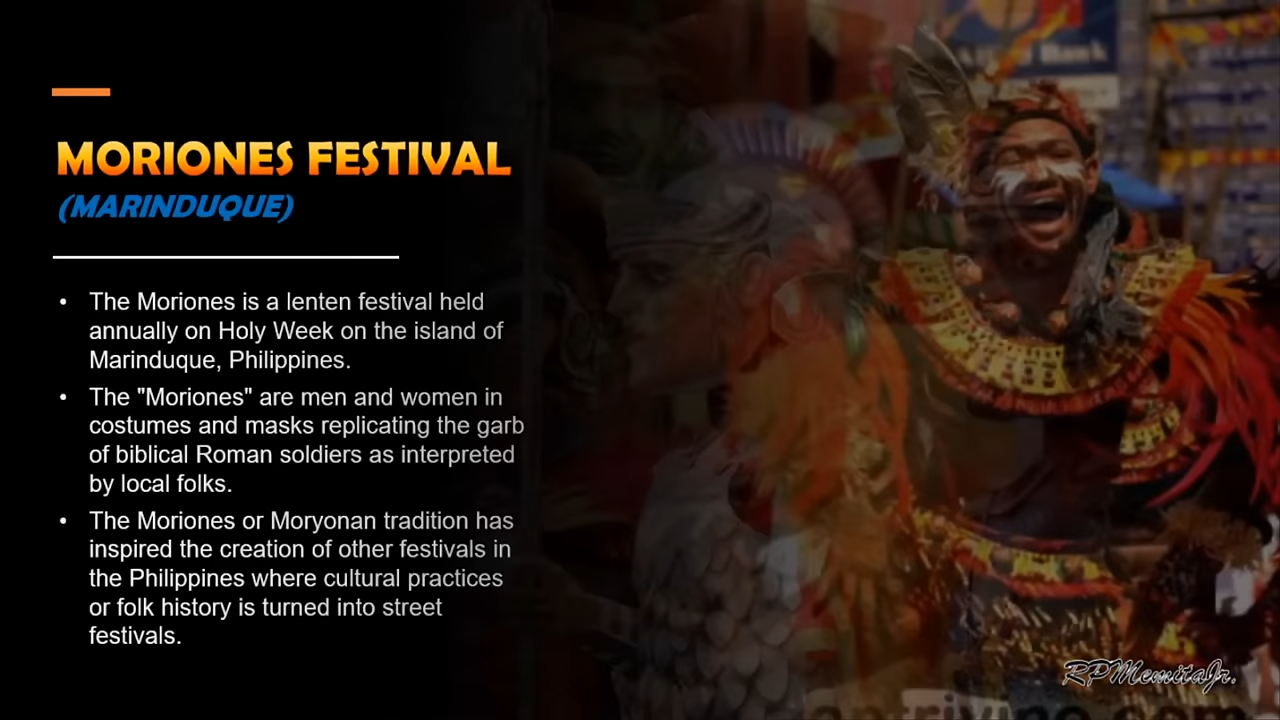 MORIONES FESTIVAL
(MARINDUQUE)
• The Moriones is a lenten festival held
annually on Holy Week on the island of
Marinduque, Philippines.
• The "Moriones" are men and women in
costumes and masks replicating the garb
of biblical Roman soldiers as interpreted
by local folks.
• The Moriones or Moryonan tradition has
inspired the creation of other festivals in
the Philippines where cultural practices
or folk history is turned into street
festivals.
RPMemitaJr.